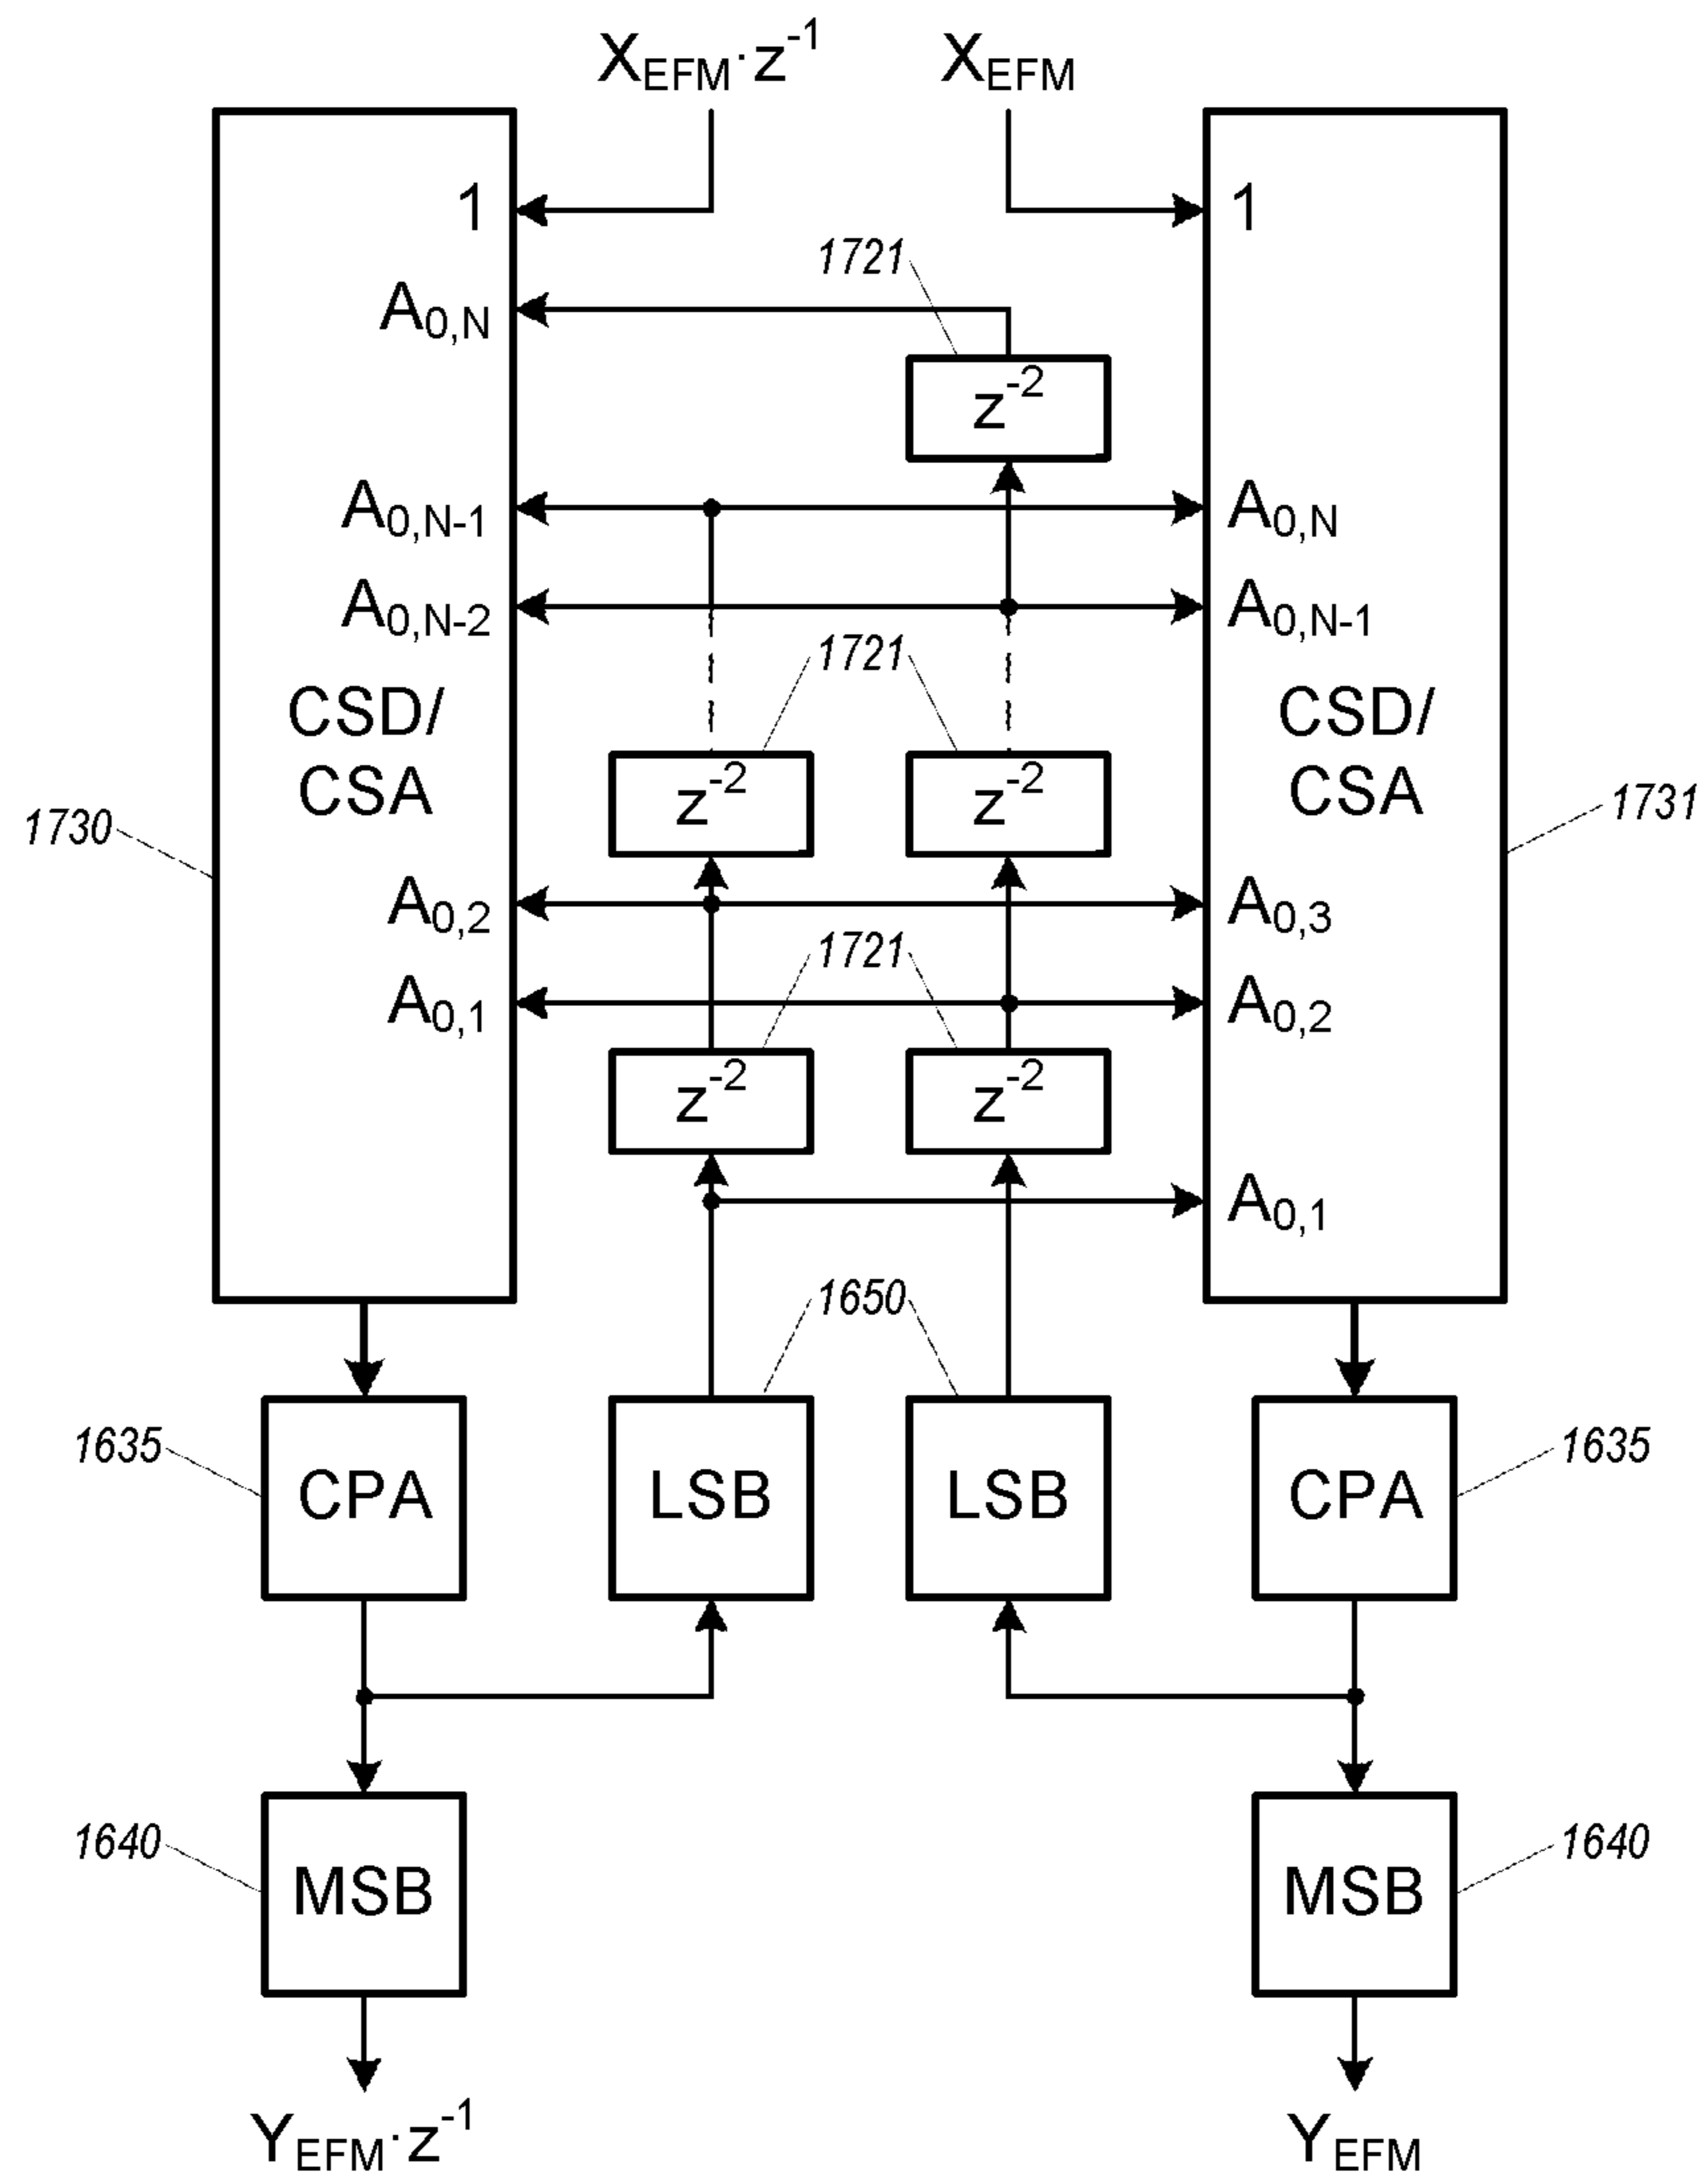 X_EFM·z^-1 X_EFM
1 1
1721
A_0,N
z^-2
A_0,N-1 A_0,N
A_0,N-2 A_0,N-1
1721
CSD/ CSD/
CSA CSA
z^-2 z^-2
1730 1731
A_0,2 A_0,3
1721
A_0,1 A_0,2
z^-2 z^-2
A_0,1
1650
1635 1635
CPA LSB LSB CPA
1640 1640
MSB MSB
Y_EFM·z^-1 Y_EFM